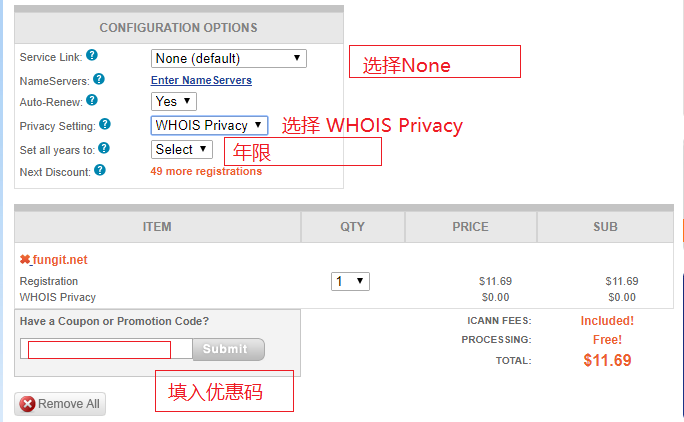 CONFIGURATION OPTIONS
Service Link: ? None (default)
选择None
NameServers: ? Enter NameServers
Auto-Renew: ? Yes
Privacy Setting: ? WHOIS Privacy 选择 WHOIS Privacy
Set all years to: ? Select 年限
Next Discount: ? 49 more registrations
ITEM QTY PRICE SUB
fungit.net
Registration 1 $11.69 $11.69
WHOIS Privacy $0.00 $0.00
Have a Coupon or Promotion Code? ICANN FEES: Included!
PROCESSING: Free!
Submit
TOTAL: $11.69
填入优惠码
Remove All